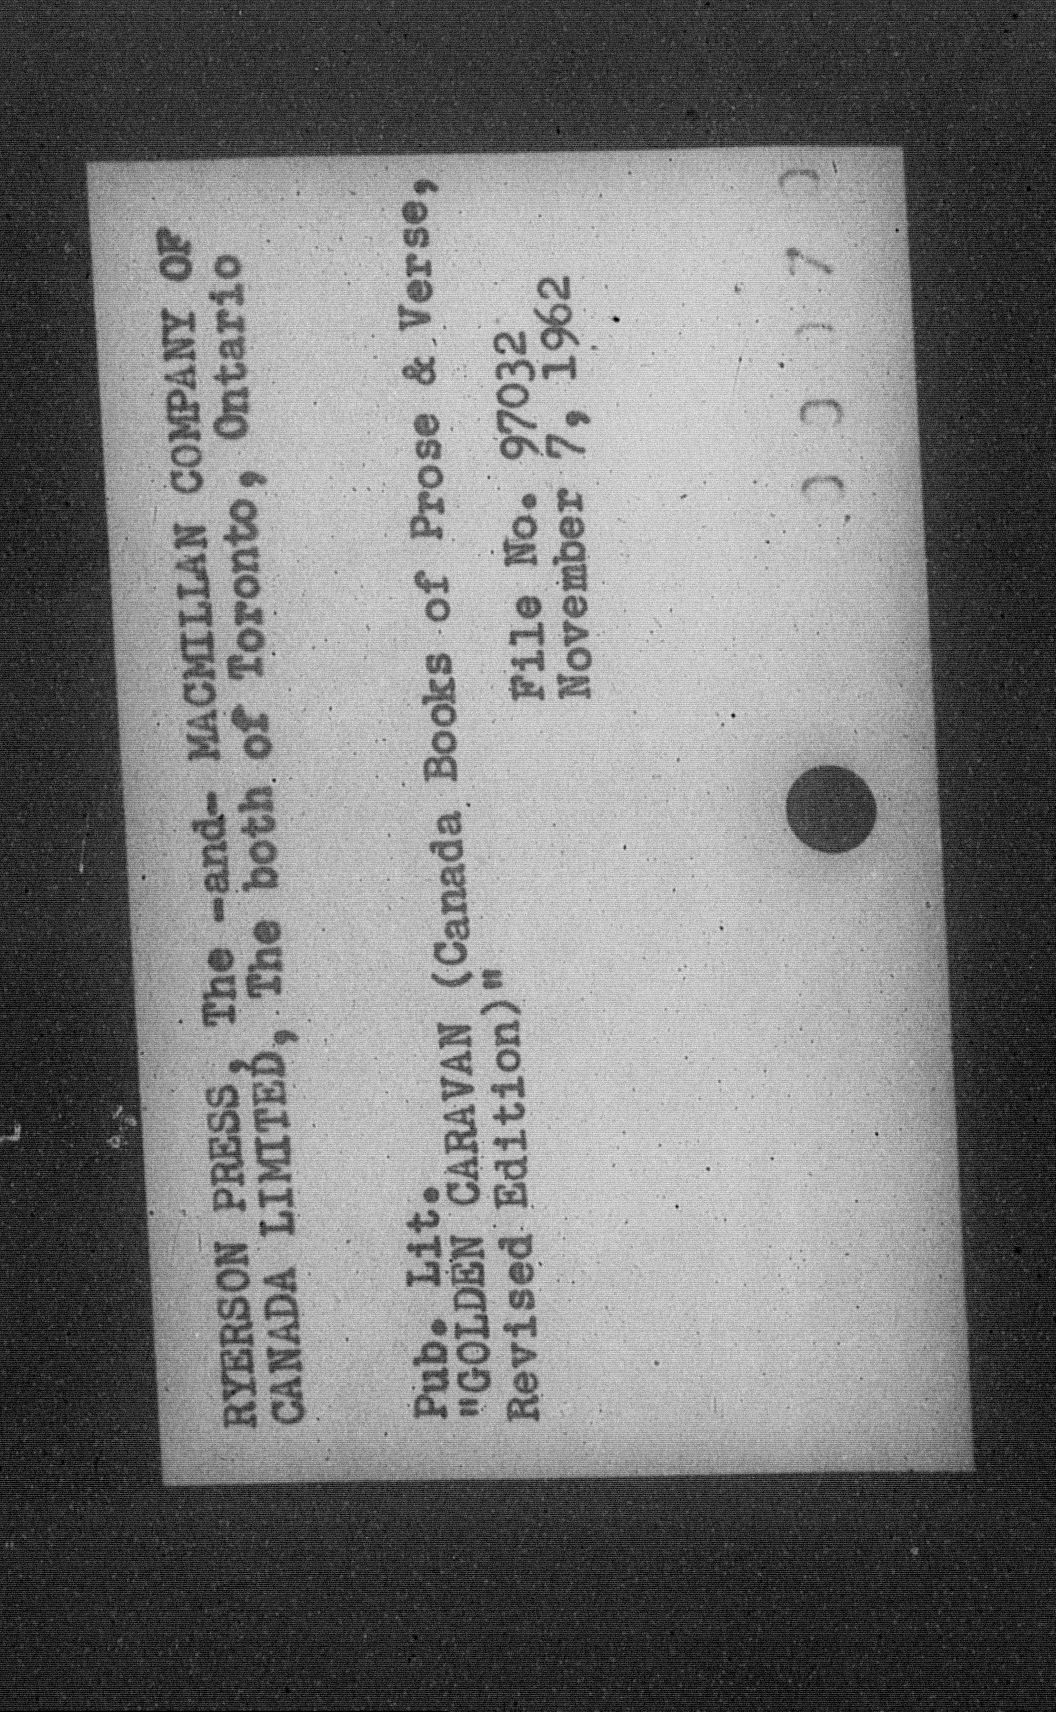 RYERSON PRESS, The -and- MACMILLAN COMPANY OF
CANADA LIMITED, The both of Toronto, Ontario
Pub. Lit.
"GOLDEN CARAVAN (Canada Books of Prose & Verse,
Revised Edition)"
File No. 97032
November 7, 1962